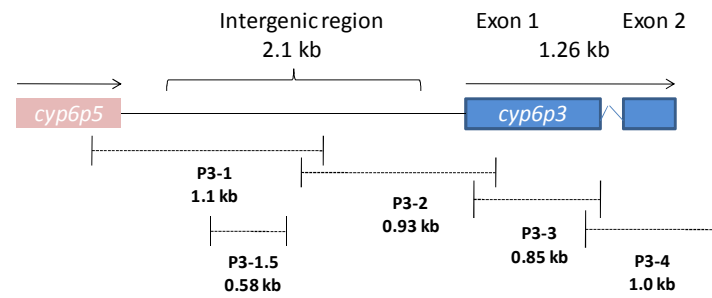 Intergenic region
2.1 kb
Exon 1
Exon 2
1.26 kb
cyp6p5
cyp6p3
P3-1
1.1 kb
P3-2
0.93 kb
P3-1.5
0.58 kb
P3-3
0.85 kb
P3-4
1.0 kb